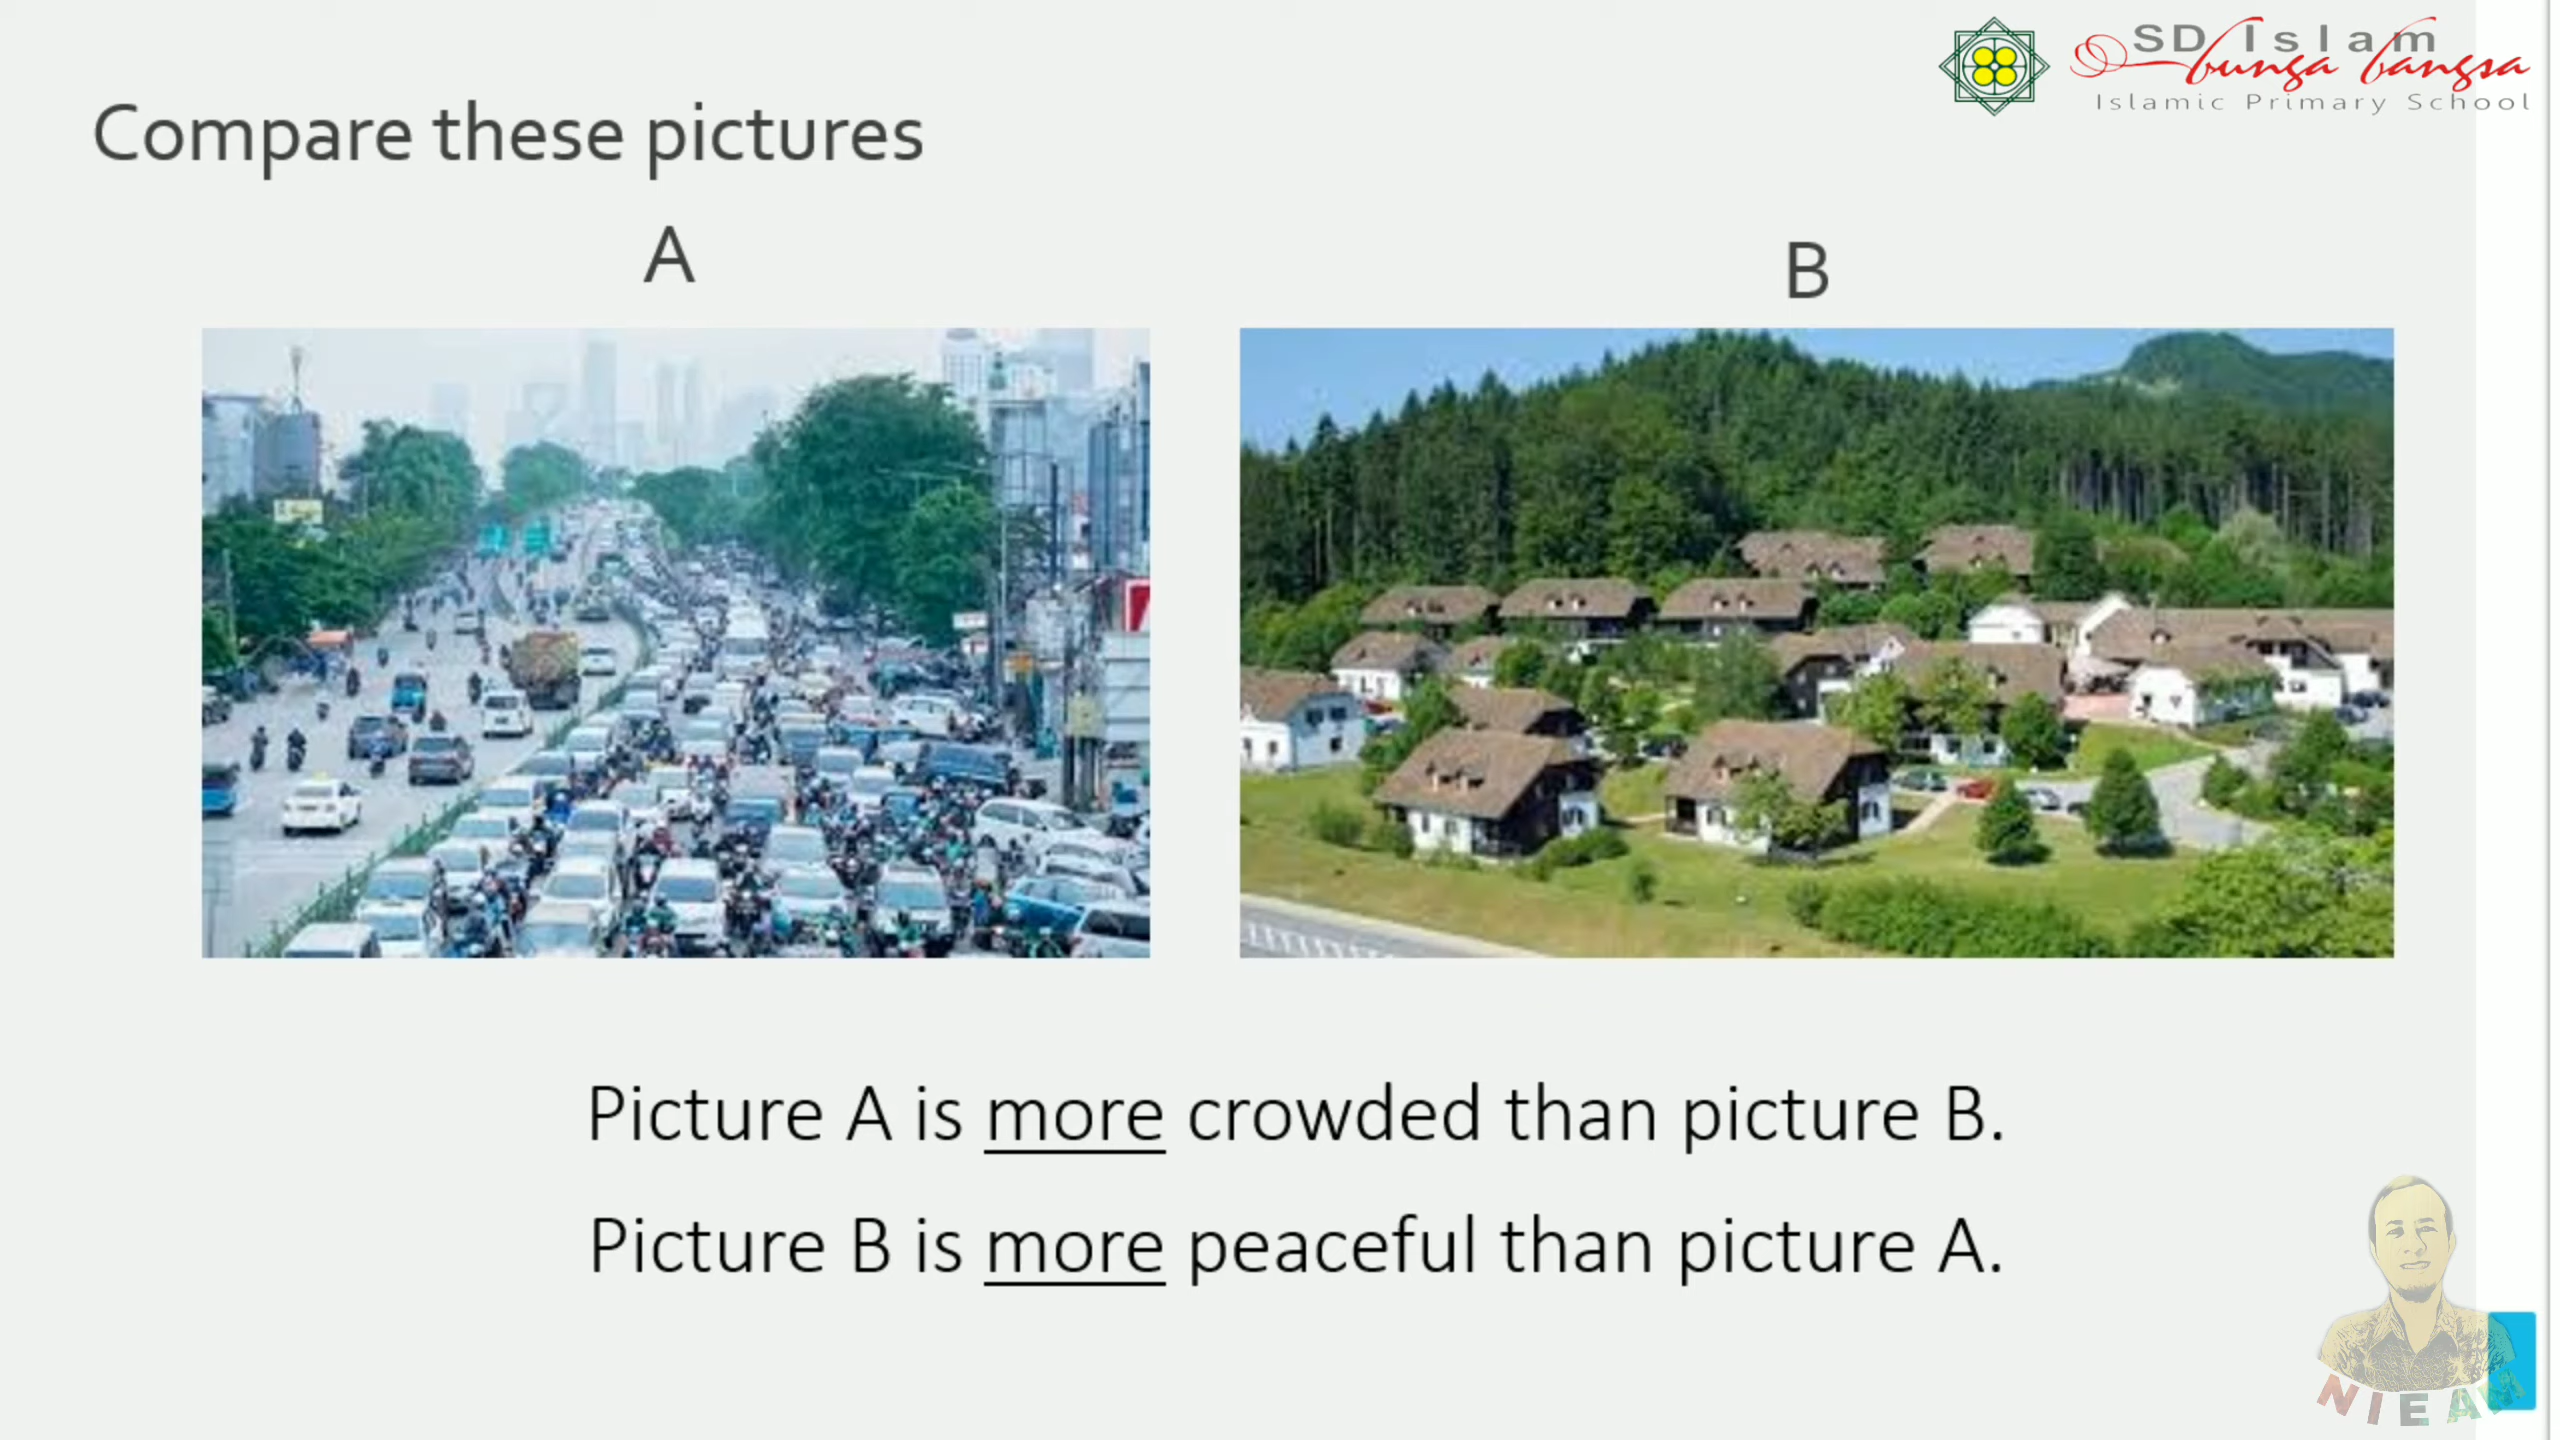 SD Islam
bunga bangsa
Islamic Primary School
Compare these pictures
A
B
Picture A is more crowded than picture B.
Picture B is more peaceful than picture A.